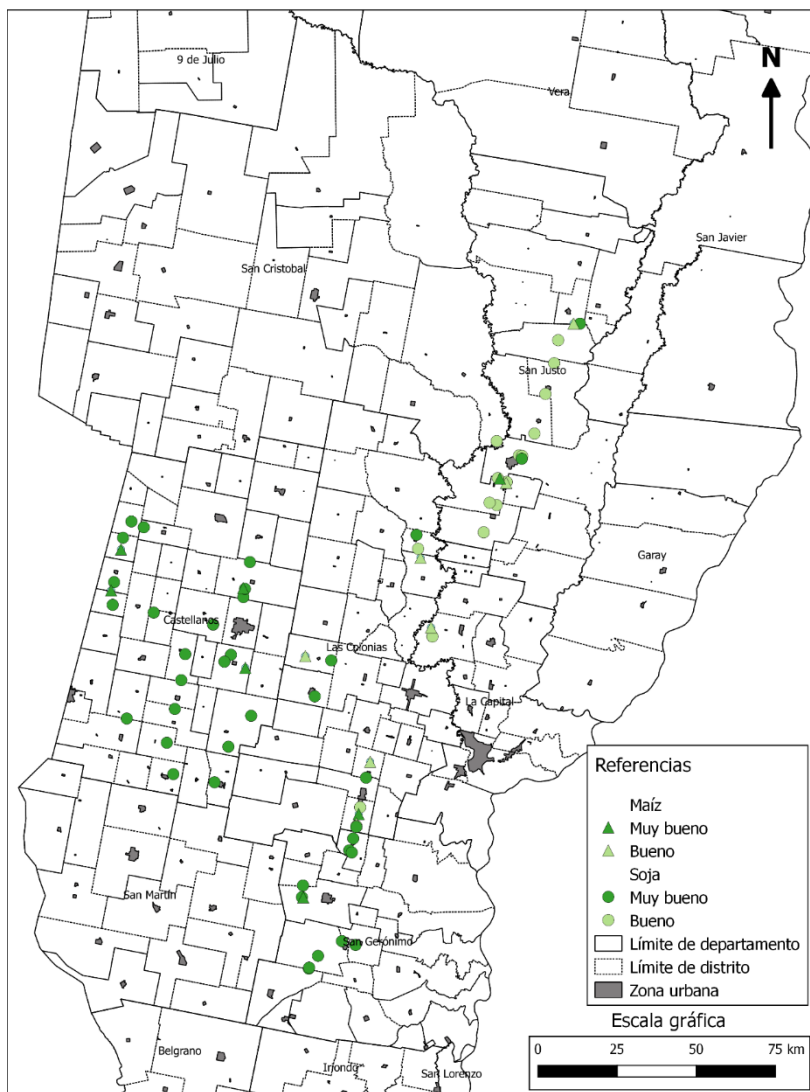 9 de Julio
N
Vera
San Javier
San Cristobal
San Justo
Garay
Castellanos
Las Colonias
La Capital
Referencias
Maíz
Muy bueno
Bueno
Soja
Muy bueno
Bueno
Límite de departamento
Límite de distrito
Zona urbana
San Martín
San Gerónimo
Escala gráfica
0 25 50 75 km
Belgrano
Iriondo
San Lorenzo